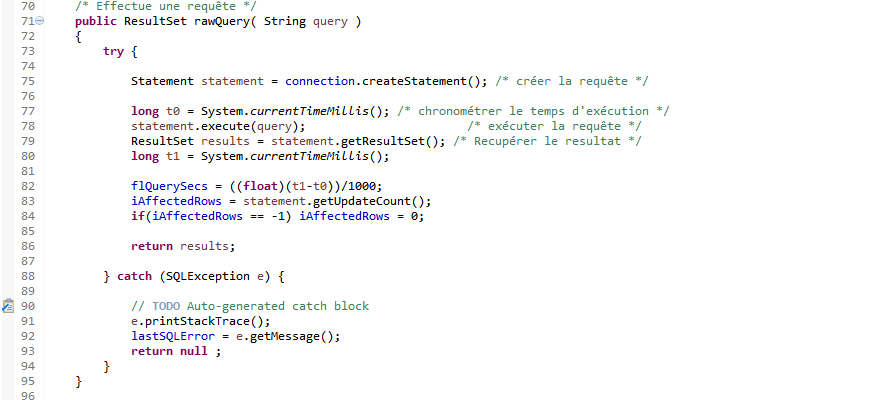 70 /* Effectue une requête */
71 public ResultSet rawQuery( String query )
72 {
73 try {
74
75 Statement statement = connection.createStatement(); /* créer la requête */
76
77 long t0 = System.currentTimeMillis(); /* chronométrer le temps d'exécution */
78 statement.execute(query); /* exécuter la requête */
79 ResultSet results = statement.getResultSet(); /* Recupérer le resultat */
80 long t1 = System.currentTimeMillis();
81
82 flQuerySecs = ((float)(t1-t0))/1000;
83 iAffectedRows = statement.getUpdateCount();
84 if(iAffectedRows == -1) iAffectedRows = 0;
85
86 return results;
87
88 } catch (SQLException e) {
89
90 // TODO Auto-generated catch block
91 e.printStackTrace();
92 lastSQLError = e.getMessage();
93 return null ;
94 }
95 }
96